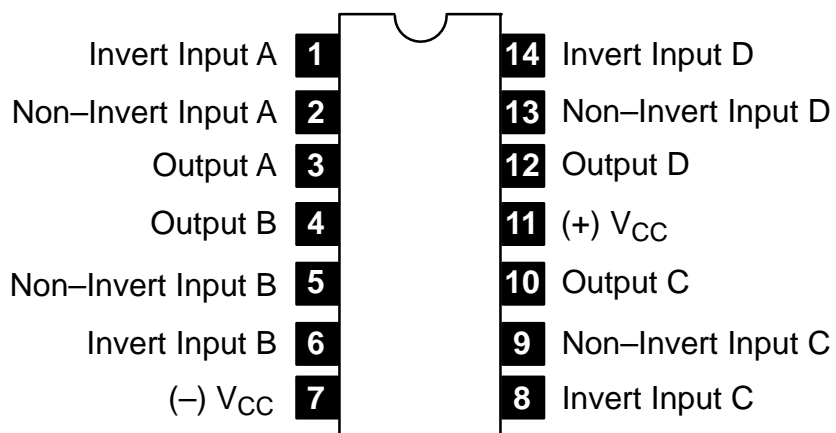 Invert Input A 1 14 Invert Input D
Non–Invert Input A 2 13 Non–Invert Input D
Output A 3 12 Output D
Output B 4 11 (+) VCC
Non–Invert Input B 5 10 Output C
Invert Input B 6 9 Non–Invert Input C
(–) VCC 7 8 Invert Input C